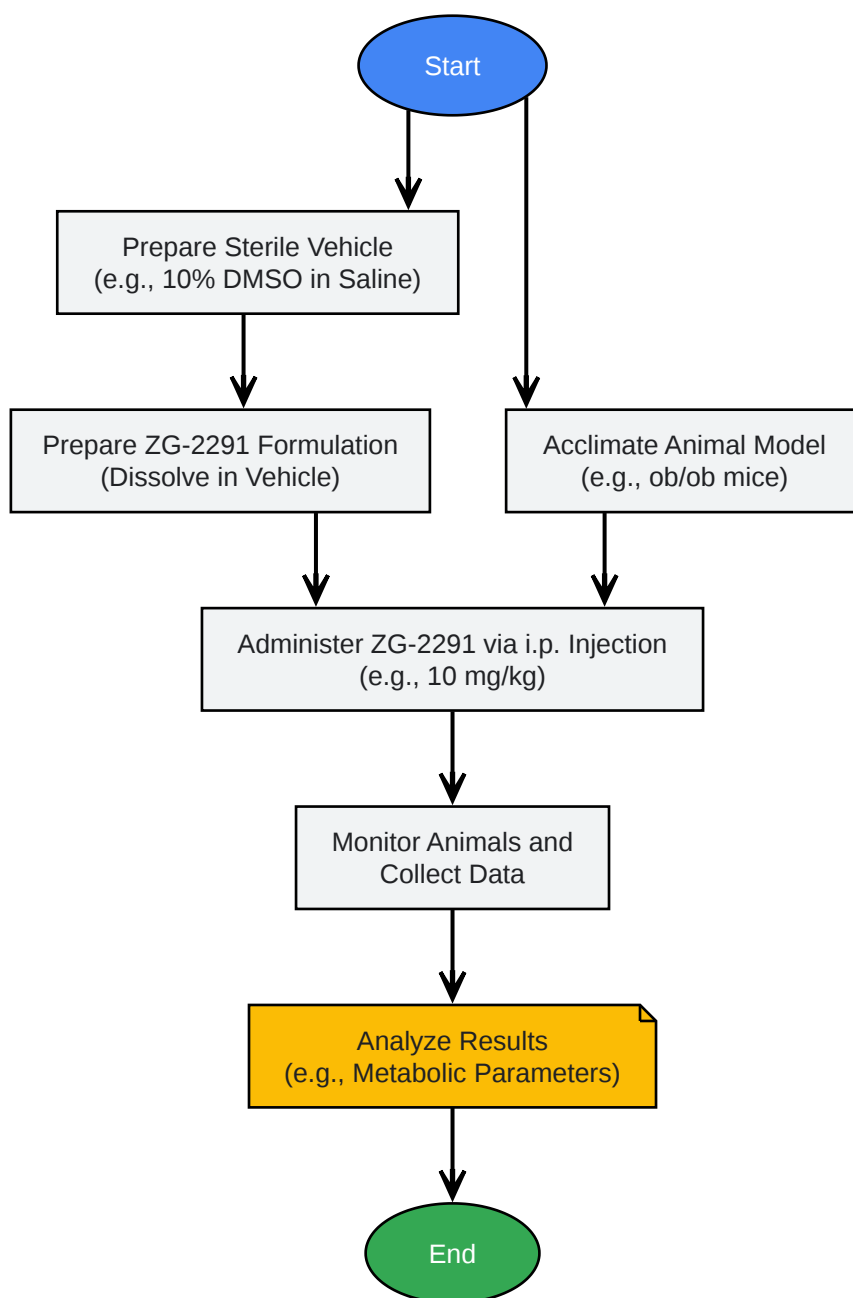 Start
Prepare Sterile Vehicle
(e.g., 10% DMSO in Saline)
Prepare ZG-2291 Formulation
(Dissolve in Vehicle)
Acclimate Animal Model
(e.g., ob/ob mice)
Administer ZG-2291 via i.p. Injection
(e.g., 10 mg/kg)
Monitor Animals and
Collect Data
Analyze Results
(e.g., Metabolic Parameters)
End